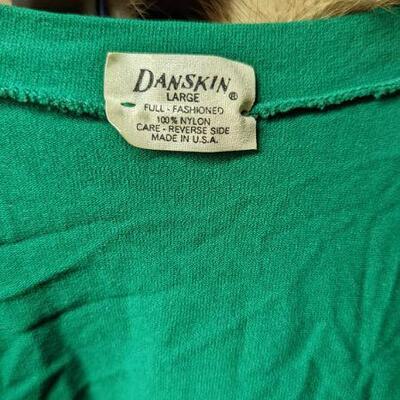 DANSKIN®
LARGE
FULL - FASHIONED
100% NYLON
CARE - REVERSE SIDE
MADE IN U.S.A.